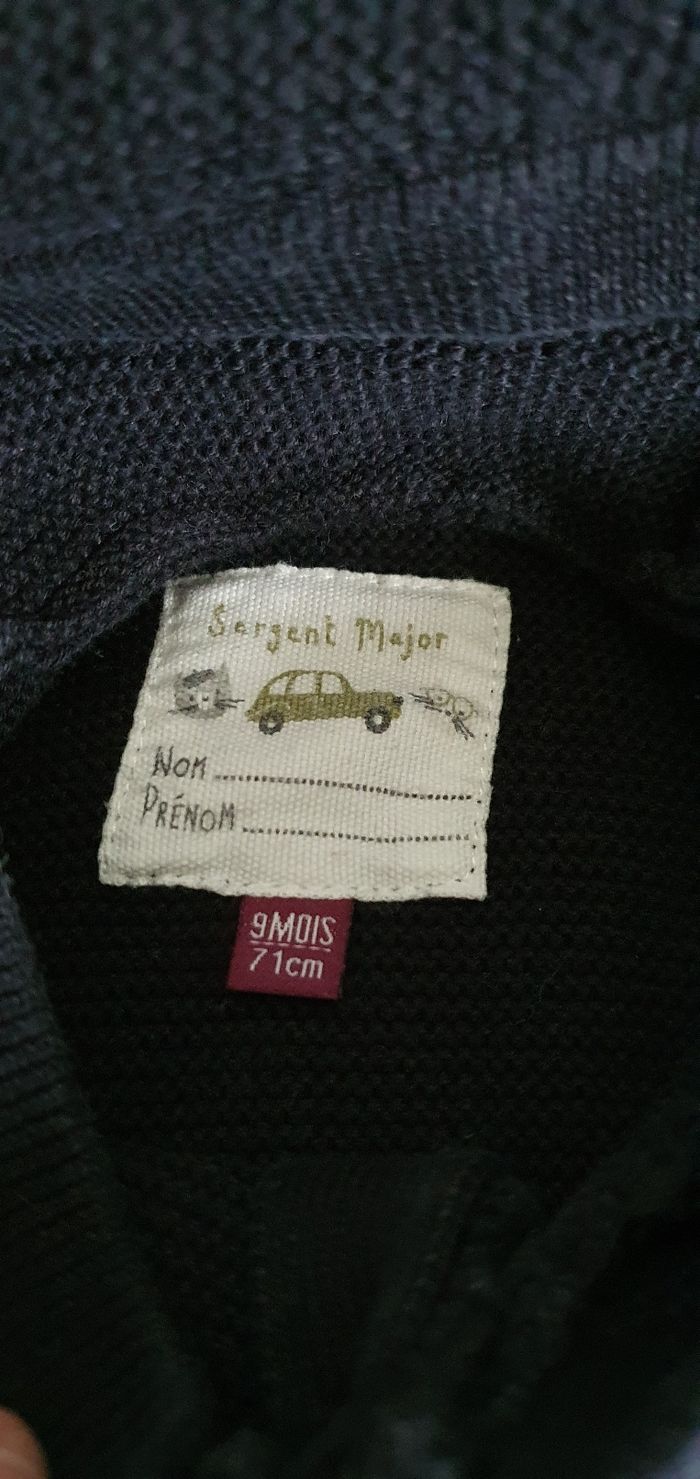 Sergent Major
NOM
PRÉNOM
9MOIS
71cm